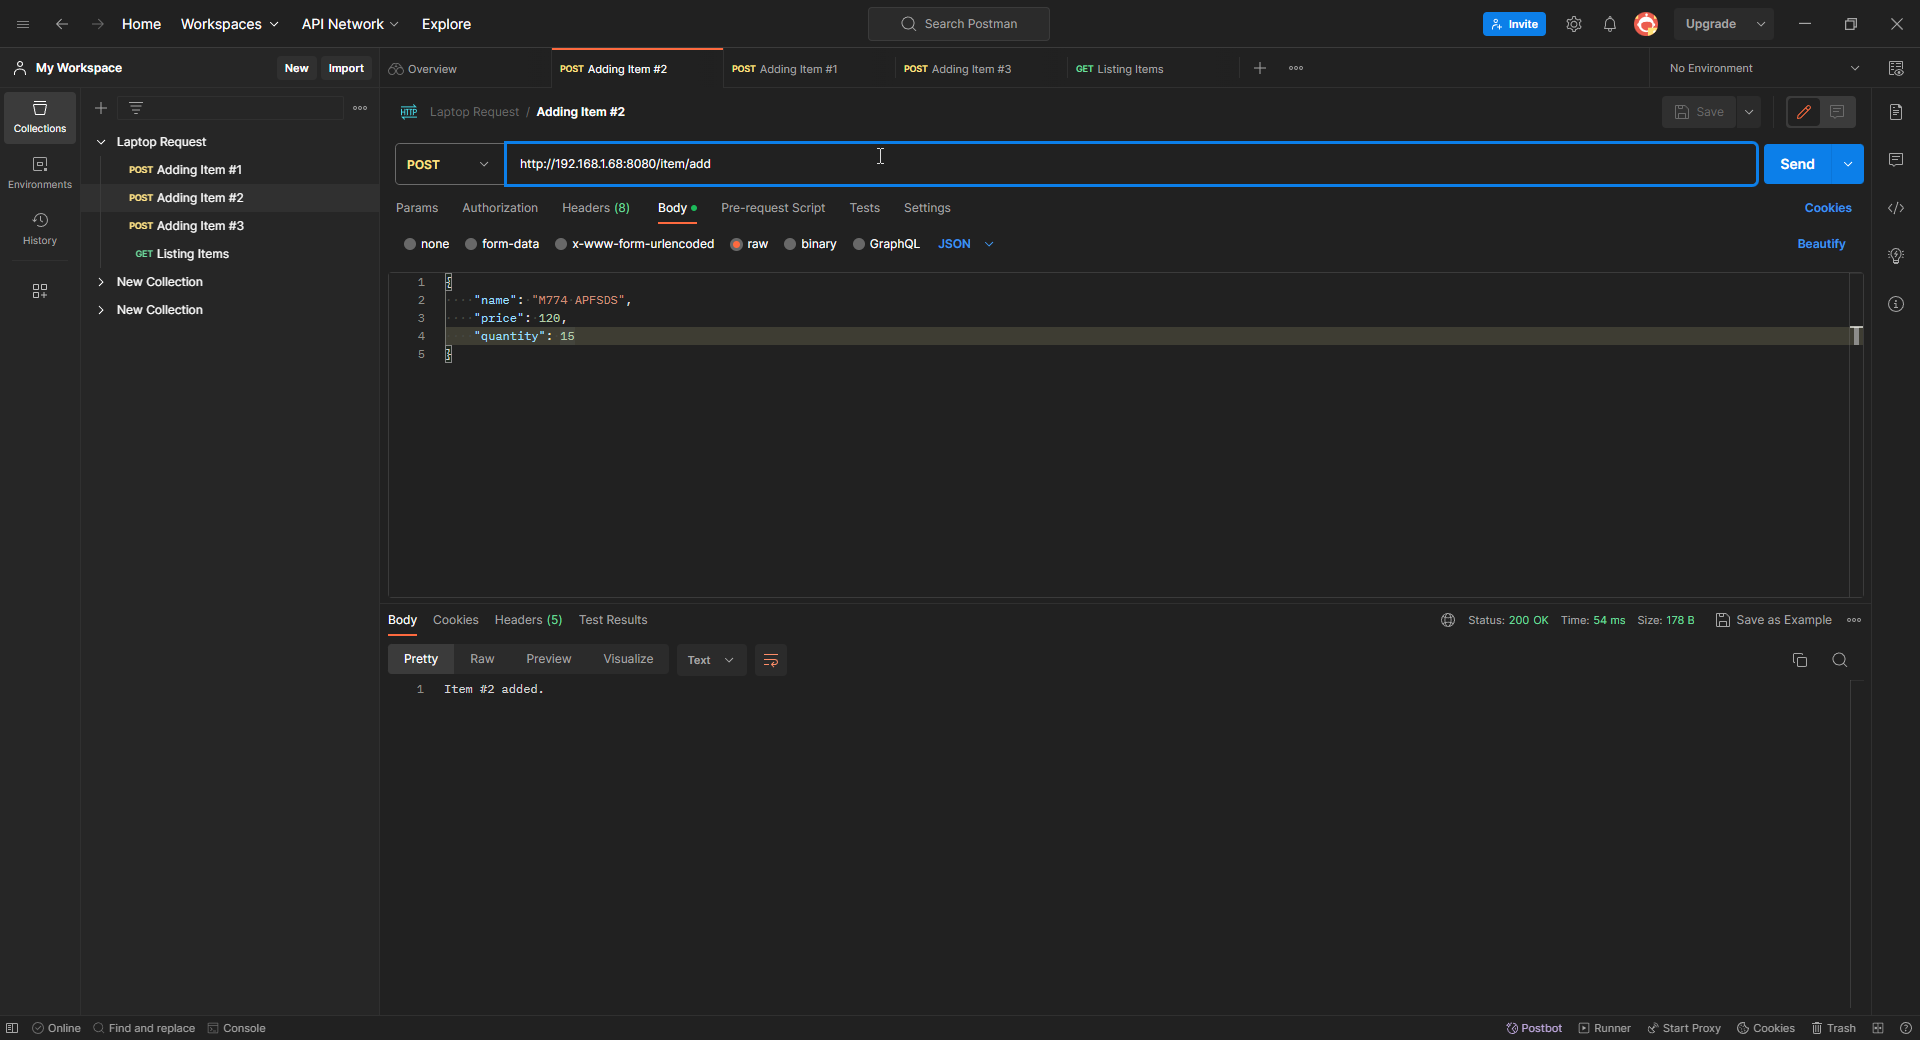 Home Workspaces API Network Explore Search Postman Invite Upgrade
My Workspace New Import Overview POST Adding Item #2 POST Adding Item #1 POST Adding Item #3 GET Listing Items No Environment
Collections
Environments
History
Laptop Request
POST Adding Item #1
POST Adding Item #2
POST Adding Item #3
GET Listing Items
New Collection
New Collection
HTTP Laptop Request / Adding Item #2 Save
POST http://192.168.1.68:8080/item/add Send
Params Authorization Headers (8) Body Pre-request Script Tests Settings Cookies
none form-data x-www-form-urlencoded raw binary GraphQL JSON Beautify
1 {
2 "name": "M774 APFSDS",
3 "price": 120,
4 "quantity": 15
5 }
Body Cookies Headers (5) Test Results Status: 200 OK Time: 54 ms Size: 178 B Save as Example
Pretty Raw Preview Visualize Text
1 Item #2 added.
Online Find and replace Console Postbot Runner Start Proxy Cookies Trash